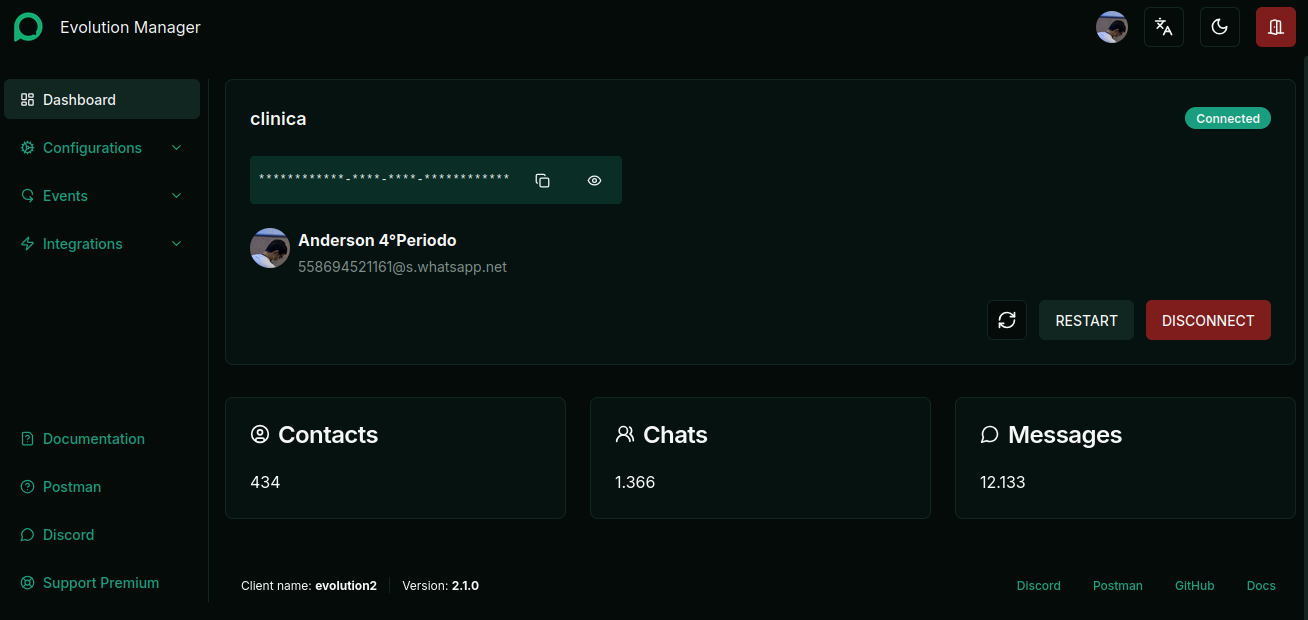 Evolution Manager
Dashboard
Configurations
Events
Integrations
Documentation
Postman
Discord
Support Premium
clinica
Connected
************-****-****-************
Anderson 4°Periodo
558694521161@s.whatsapp.net
RESTART
DISCONNECT
Contacts
434
Chats
1.366
Messages
12.133
Client name: evolution2
Version: 2.1.0
Discord
Postman
GitHub
Docs